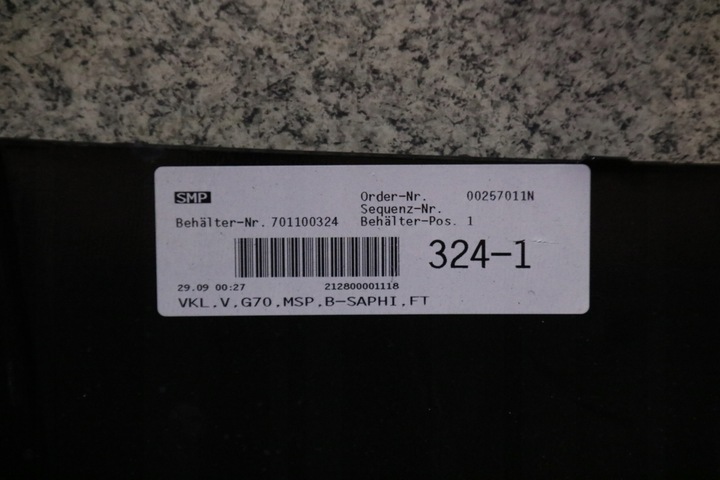 SMP
Order-Nr. 00257011N
Sequenz-Nr.
Behälter-Nr. 701100324 Behälter-Pos. 1
324-1
29.09 00:27 212800001118
VKL.V.G70.MSP.B-SAPHI.FT